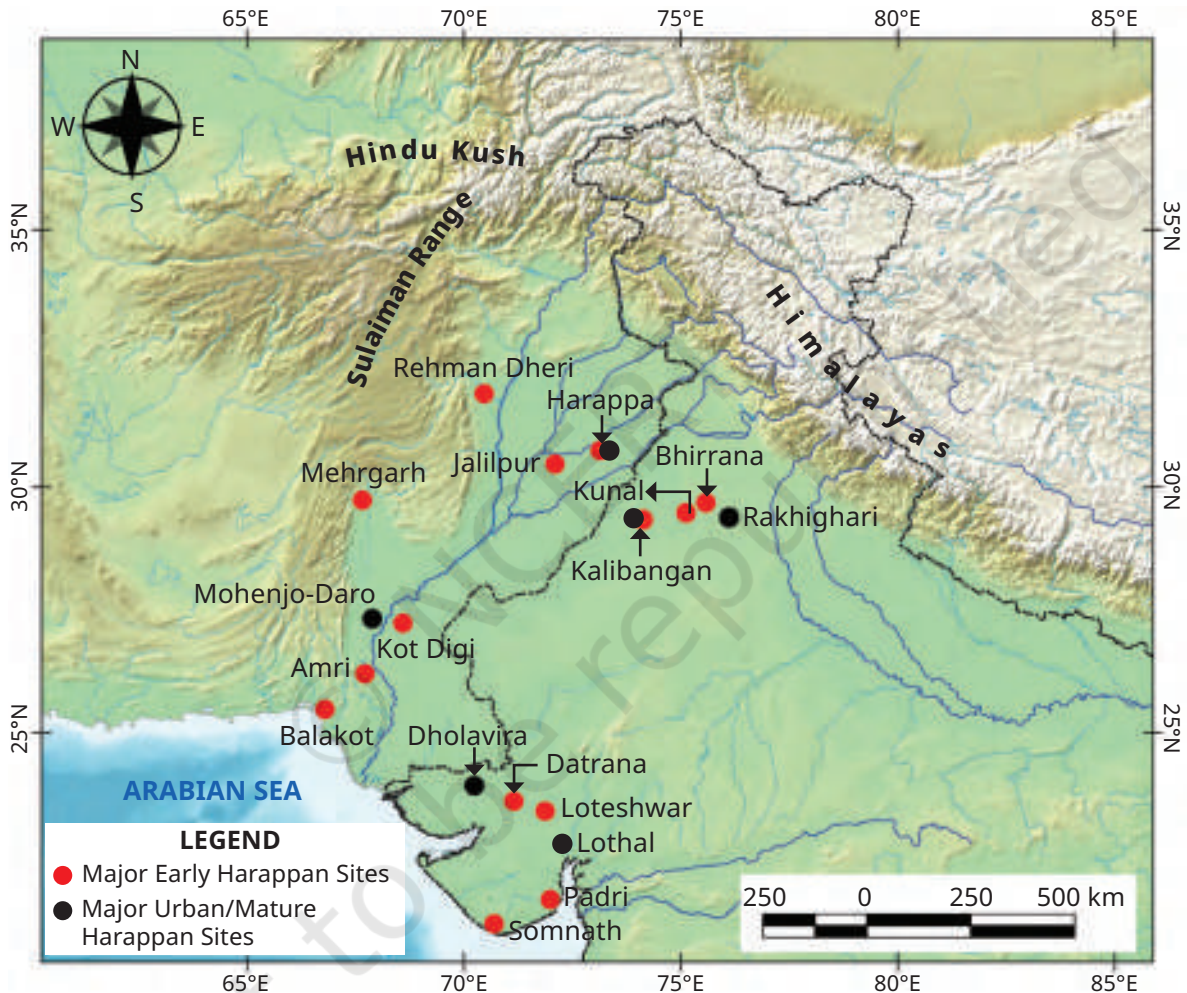 65°E 70°E 75°E 80°E 85°E
N
W E
S
Hindu Kush
Sulaiman Range
35°N 35°N
Himalayas
Rehman Dheri
Harappa
Jalilpur
Bhirrana
Mehrgarh
30°N 30°N
Kunal
Rakhighari
Kalibangan
Mohenjo-Daro
Kot Digi
Amri
25°N 25°N
Balakot
Dholavira
Datrana
ARABIAN SEA
Loteshwar
Lothal
LEGEND
Major Early Harappan Sites
Major Urban/Mature
Harappan Sites
Padri
Somnath
250 0 250 500 km
65°E 70°E 75°E 80°E 85°E
© NCERT